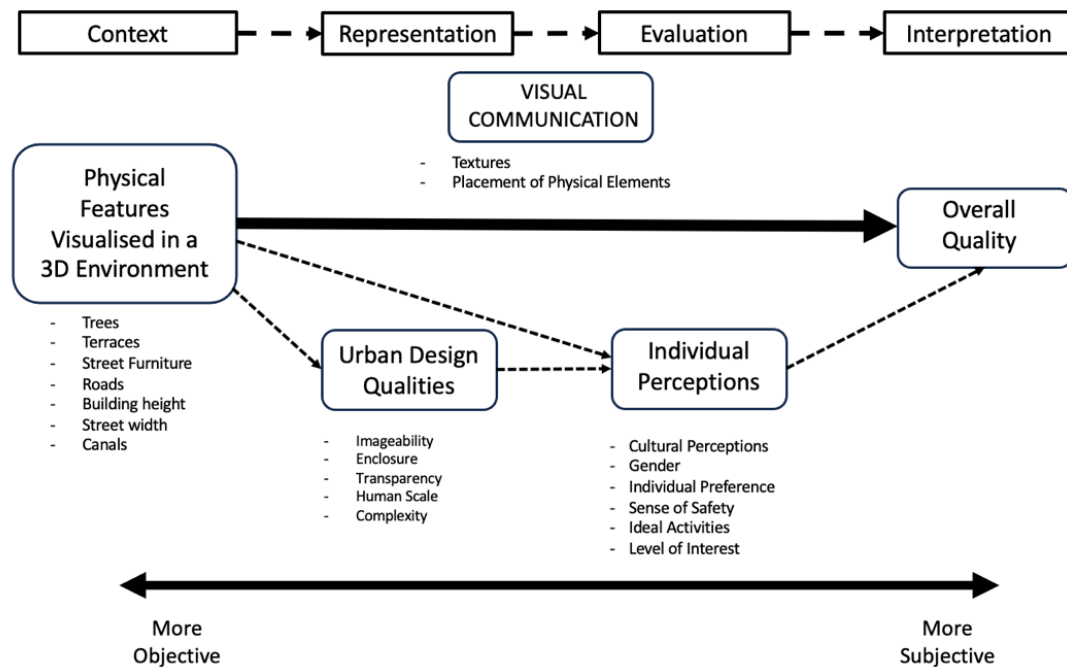 Context
Representation
Evaluation
Interpretation
VISUAL
COMMUNICATION
- Textures
- Placement of Physical Elements
Physical
Features
Visualised in a
3D Environment
- Trees
- Terraces
- Street Furniture
- Roads
- Building height
- Street width
- Canals
Urban Design
Qualities
- Imageability
- Enclosure
- Transparency
- Human Scale
- Complexity
Individual
Perceptions
- Cultural Perceptions
- Gender
- Individual Preference
- Sense of Safety
- Ideal Activities
- Level of Interest
Overall
Quality
More
Objective
More
Subjective